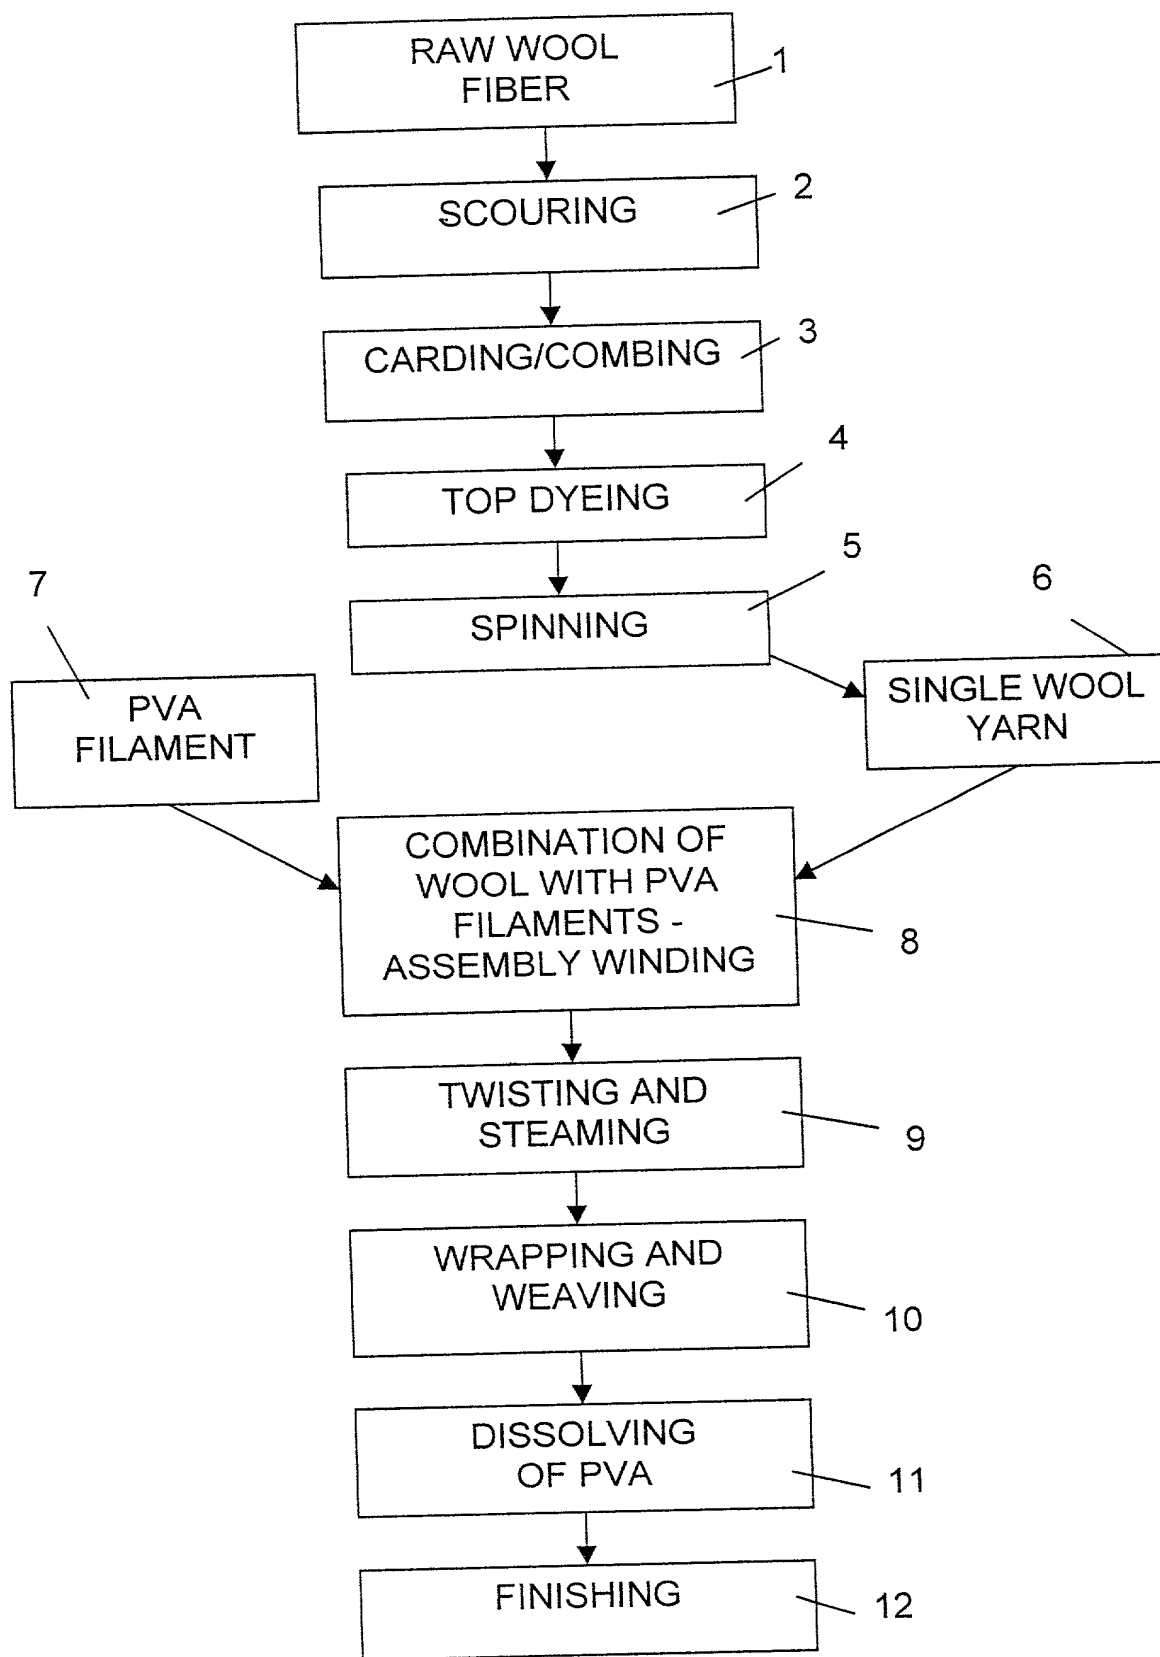 RAW WOOL
FIBER
1
SCOURING
2
CARDING/COMBING
3
TOP DYEING
4
SPINNING
5
6
SINGLE WOOL
YARN
7
PVA
FILAMENT
COMBINATION OF
WOOL WITH PVA
FILAMENTS -
ASSEMBLY WINDING
8
TWISTING AND
STEAMING
9
WRAPPING AND
WEAVING
10
DISSOLVING
OF PVA
11
FINISHING
12